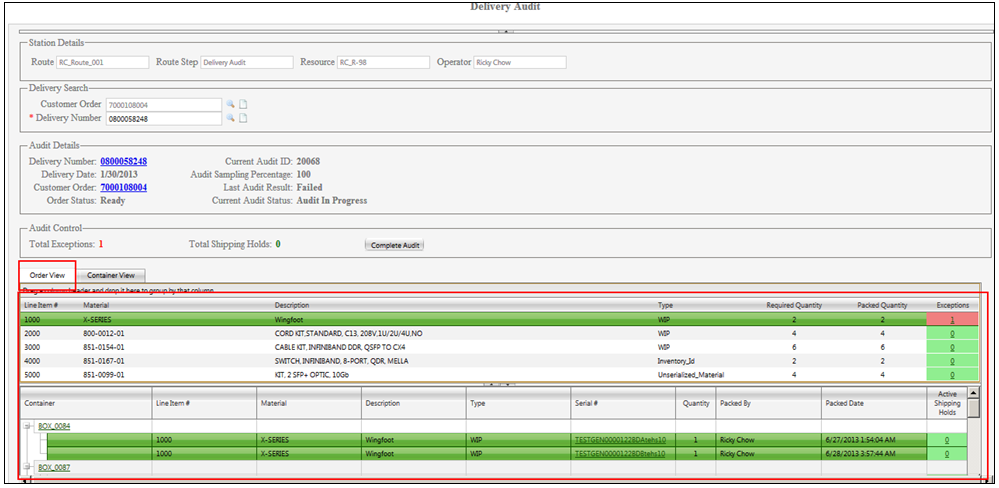 Delivery Audit
Station Details
Route RC_Route_001 Route Step Delivery Audit Resource RC_R-98 Operator Ricky Chow
Delivery Search
Customer Order 7000108004
* Delivery Number 0800058248
Audit Details
Delivery Number: 0800058248 Current Audit ID: 20068
Delivery Date: 1/30/2013 Audit Sampling Percentage: 100
Customer Order: 7000108004 Last Audit Result: Failed
Order Status: Ready Current Audit Status: Audit In Progress
Audit Control
Total Exceptions: 1 Total Shipping Holds: 0 Complete Audit
Order View Container View
header and drop it here to group by that column
Line Item # Material Description Type Required Quantity Packed Quantity Exceptions
1000 X-SERIES Wingfoot WIP 2 2 1
2000 800-0012-01 CORD KIT,STANDARD, C13, 208V,1U/2U/4U,NO WIP 4 4 0
3000 851-0154-01 CABLE KIT, INFINIBAND DDR, QSFP TO CX4 WIP 6 6 0
4000 851-0167-01 SWITCH, INFINIBAND, 8-PORT, QDR, MELLA Inventory_Id 2 2 0
5000 851-0099-01 KIT, 2 SFP+ OPTIC, 10Gb Unserialized_Material 4 4 0
Container Line Item # Material Description Type Serial # Quantity Packed By Packed Date Active Shipping Holds
BOX_0084
1000 X-SERIES Wingfoot WIP TESTGEN00001228DAtehs10 1 Ricky Chow 6/27/2013 1:54:04 AM 0
1000 X-SERIES Wingfoot WIP TESTGEN00001228DBtehs10 1 Ricky Chow 6/28/2013 3:57:44 AM 0
BOX_0087